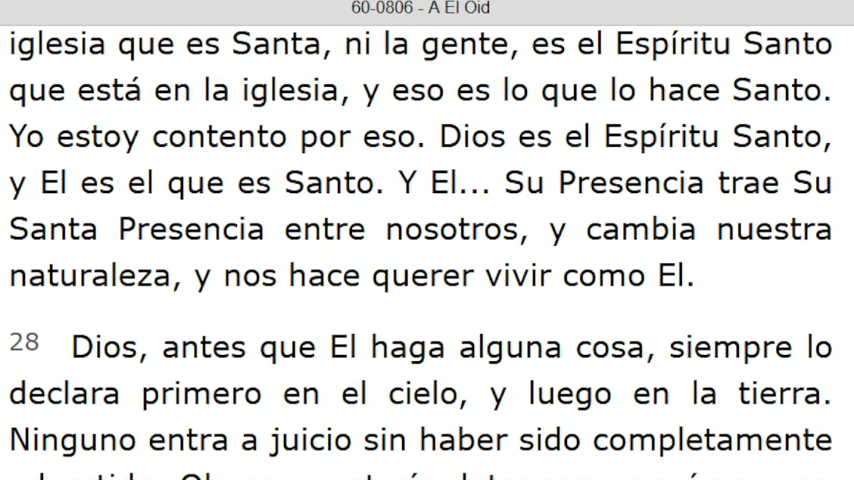 60-0806 - A El Oid
iglesia que es Santa, ni la gente, es el Espíritu Santo
que está en la iglesia, y eso es lo que lo hace Santo.
Yo estoy contento por eso. Dios es el Espíritu Santo,
y El es el que es Santo. Y El... Su Presencia trae Su
Santa Presencia entre nosotros, y cambia nuestra
naturaleza, y nos hace querer vivir como El.
28 Dios, antes que El haga alguna cosa, siempre lo
declara primero en el cielo, y luego en la tierra.
Ninguno entra a juicio sin haber sido completamente